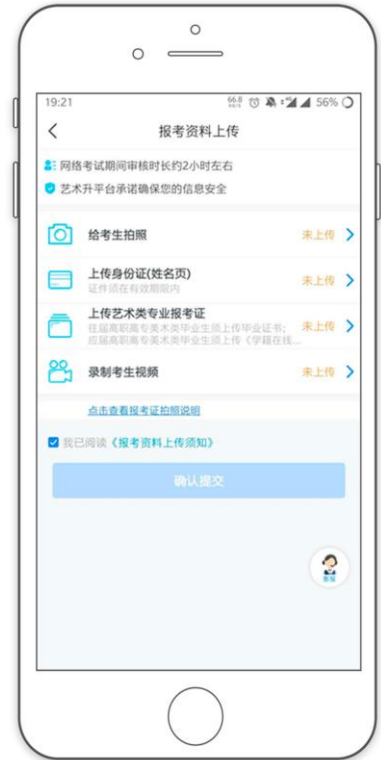 19:21
66.8
KB/S
56%
报考资料上传
网络考试期间审核时长约2小时左右
艺术升平台承诺确保您的信息安全
给考生拍照
未上传
上传身份证(姓名页)
证件须在有效期限内
未上传
上传艺术类专业报考证
往届高职高专美术类毕业生须上传毕业证书;
应届高职高专美术类毕业生须上传《学籍在线...
未上传
录制考生视频
未上传
点击查看报考证拍照说明
我已阅读《报考资料上传须知》
确认提交
客服